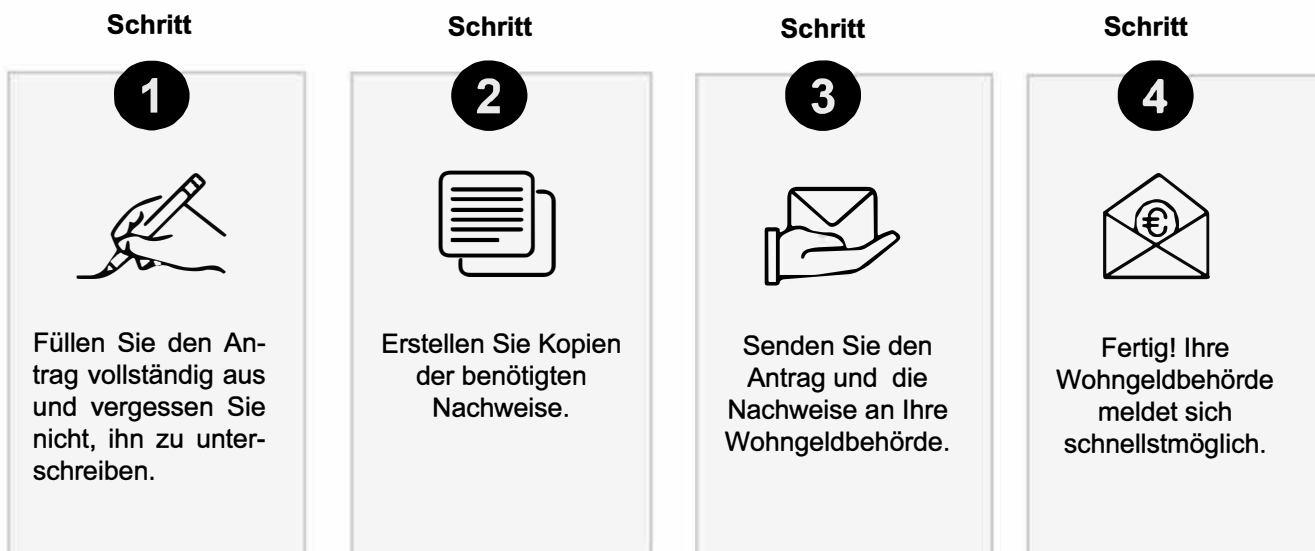 Schritt
1
Füllen Sie den An-
trag vollständig aus
und vergessen Sie
nicht, ihn zu unter-
schreiben.
Schritt
2
Erstellen Sie Kopien
der benötigten
Nachweise.
Schritt
3
Senden Sie den
Antrag und die
Nachweise an Ihre
Wohngeldbehörde.
Schritt
4
€
Fertig! Ihre
Wohngeldbehörde
meldet sich
schnellstmöglich.